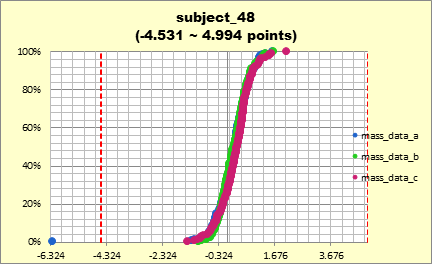 subject_48
(-4.531 ~ 4.994 points)
100%
80%
60%
40%
20%
0%
-6.324 -4.324 -2.324 -0.324 1.676 3.676
mass_data_a
mass_data_b
mass_data_c